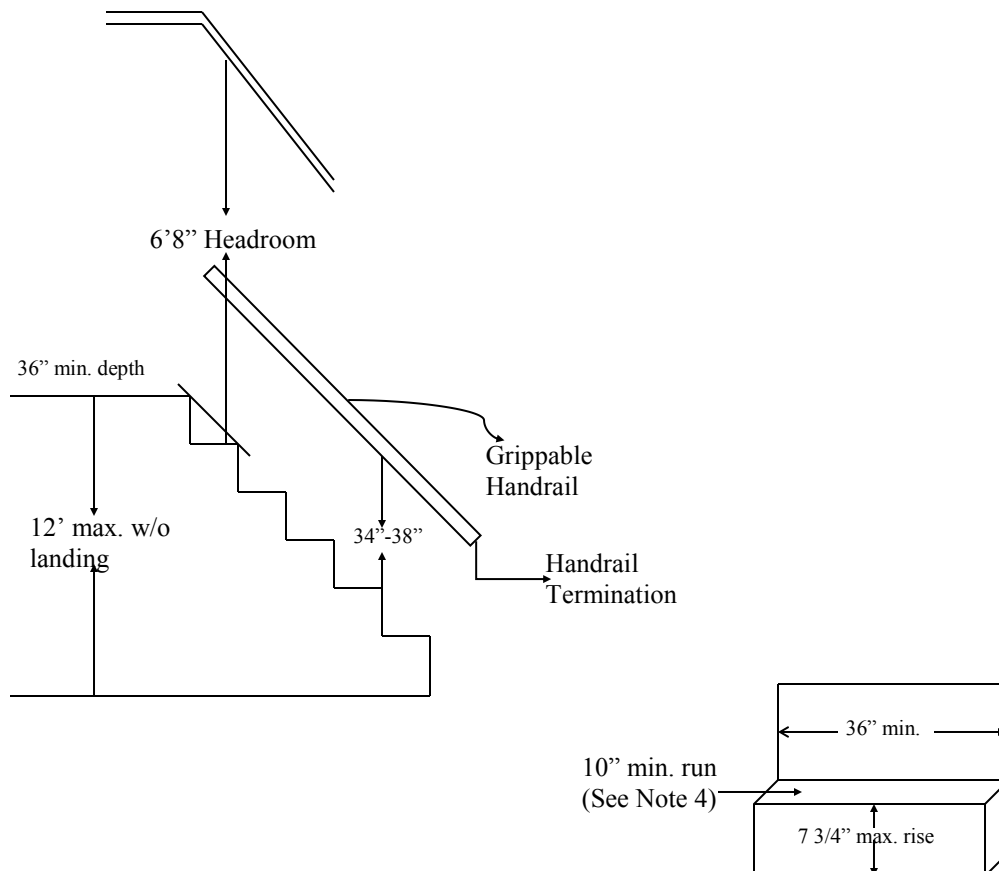 6’8” Headroom
36” min. depth
Grippable
Handrail
12’ max. w/o
landing
34”-38”
Handrail
Termination
36” min.
10” min. run
(See Note 4)
7 3/4” max. rise